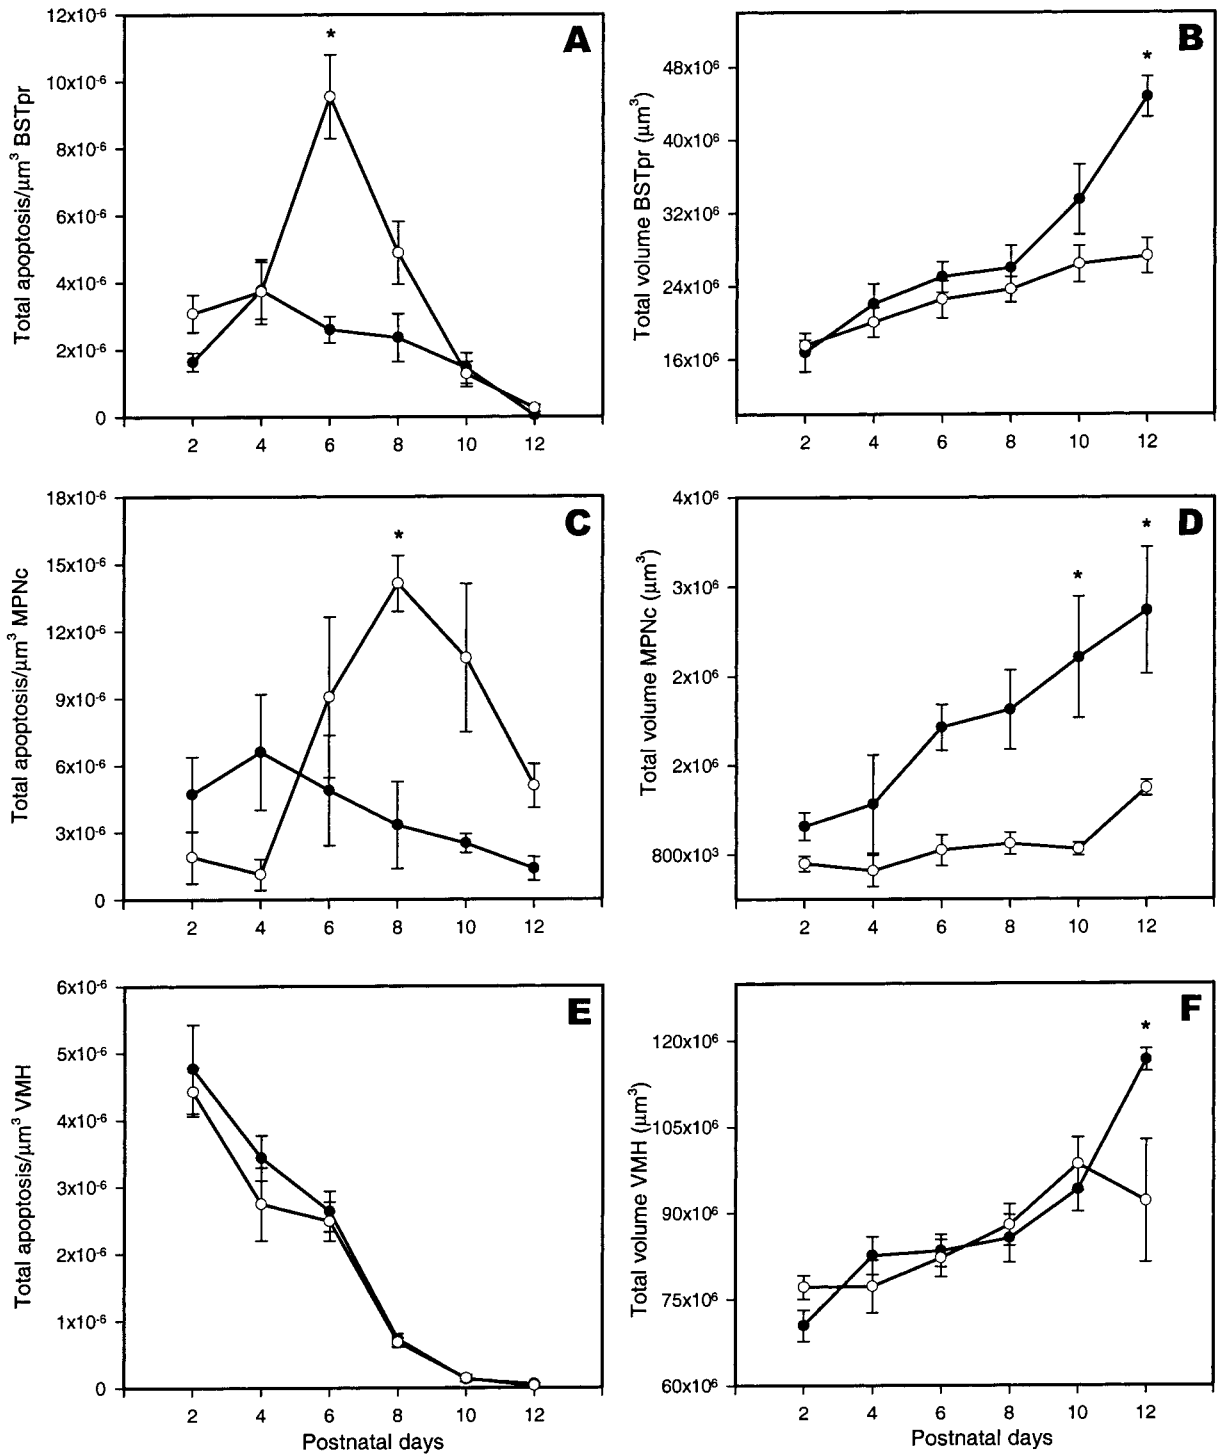 A
*
Total apoptosis/μm³ BSTpr
12x10⁻⁶
10x10⁻⁶
8x10⁻⁶
6x10⁻⁶
4x10⁻⁶
2x10⁻⁶
0
2 4 6 8 10 12
B
*
Total volume BSTpr (μm³)
48x10⁶
40x10⁶
32x10⁶
24x10⁶
16x10⁶
2 4 6 8 10 12
C
*
Total apoptosis/μm³ MPNc
18x10⁻⁶
15x10⁻⁶
12x10⁻⁶
9x10⁻⁶
6x10⁻⁶
3x10⁻⁶
0
2 4 6 8 10 12
D
*
*
Total volume MPNc (μm³)
4x10⁶
3x10⁶
2x10⁶
2x10⁶
800x10³
2 4 6 8 10 12
E
Total apoptosis/μm³ VMH
6x10⁻⁶
5x10⁻⁶
4x10⁻⁶
3x10⁻⁶
2x10⁻⁶
1x10⁻⁶
0
2 4 6 8 10 12
Postnatal days
F
*
Total volume VMH (μm³)
120x10⁶
105x10⁶
90x10⁶
75x10⁶
60x10⁶
2 4 6 8 10 12
Postnatal days